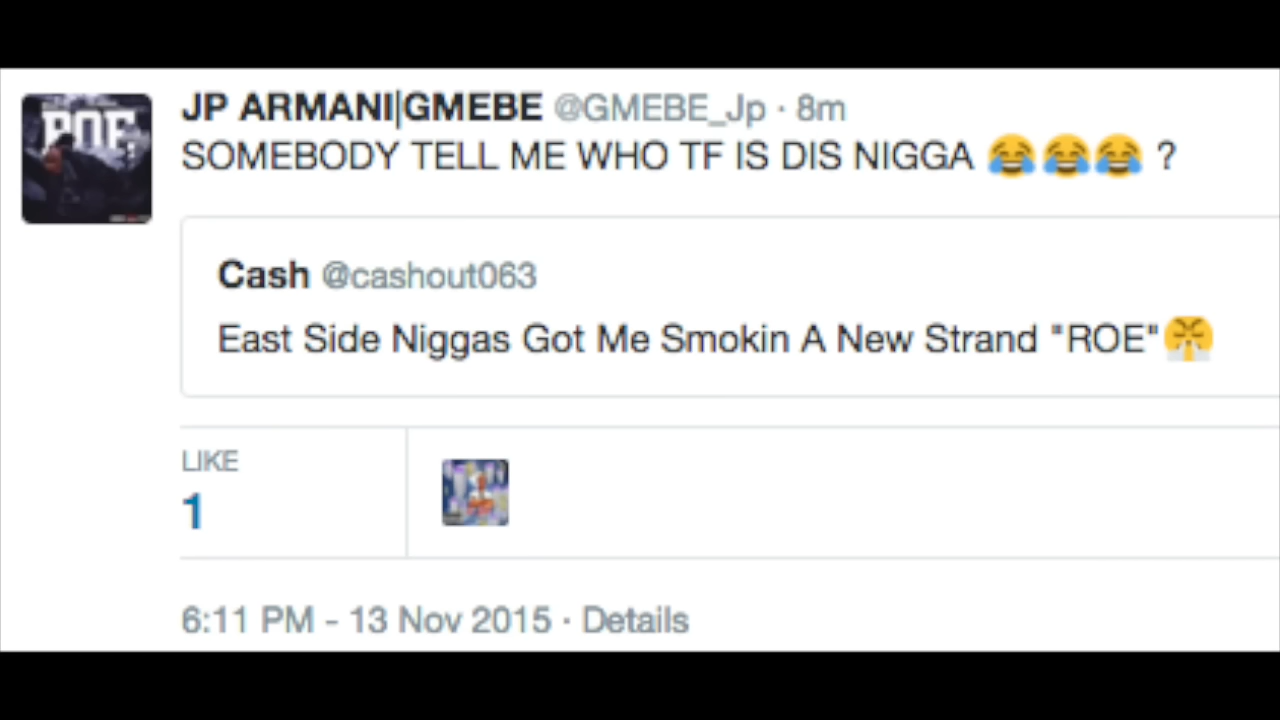 ROE
JP ARMANI|GMEBE @GMEBE_Jp · 8m
SOMEBODY TELL ME WHO TF IS DIS NIGGA 😂😂😂 ?
Cash @cashout063
East Side Niggas Got Me Smokin A New Strand "ROE"😤
LIKE
1
6:11 PM - 13 Nov 2015 · Details